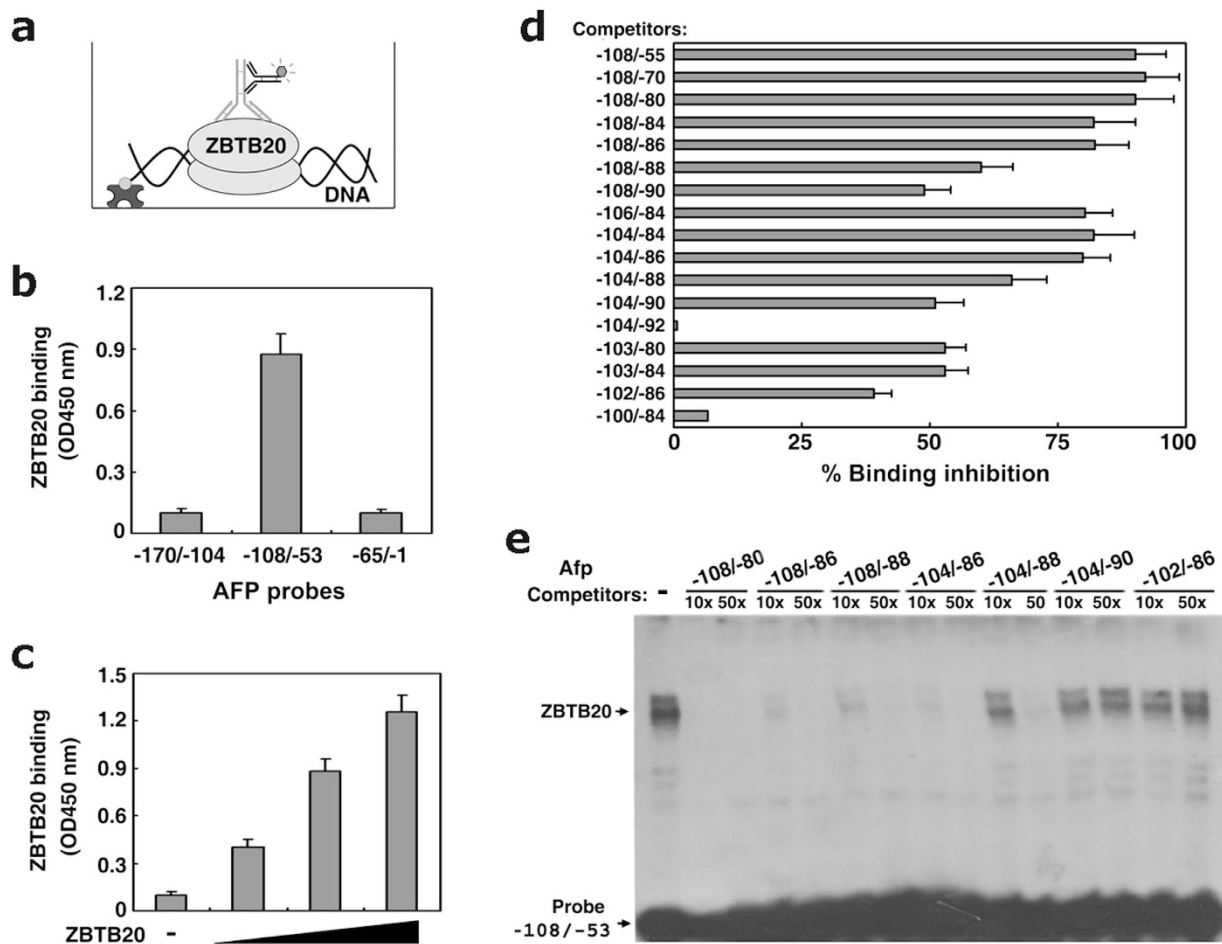 a
ZBTB20
DNA
b
ZBTB20 binding
(OD450 nm)
1.2
0.9
0.6
0.3
0
-170/-104 -108/-53 -65/-1
AFP probes
c
ZBTB20 binding
(OD450 nm)
1.5
1.2
0.9
0.6
0.3
0
ZBTB20 -
d
Competitors:
-108/-55
-108/-70
-108/-80
-108/-84
-108/-86
-108/-88
-108/-90
-106/-84
-104/-84
-104/-86
-104/-88
-104/-90
-104/-92
-103/-80
-103/-84
-102/-86
-100/-84
0 25 50 75 100
% Binding inhibition
e
Afp -108/-80 -108/-86 -108/-88 -104/-86 -104/-88 -104/-90 -102/-86
Competitors: - 10x 50x 10x 50x 10x 50x 10x 50x 10x 50 10x 50x 10x 50x
ZBTB20
Probe
-108/-53